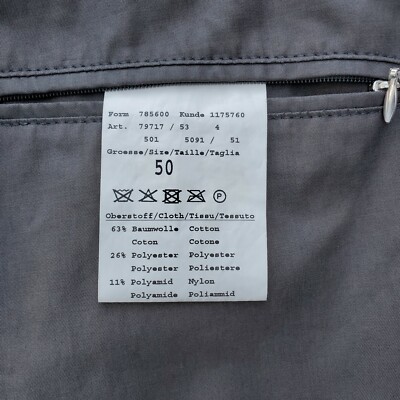 Form 785600 Kunde 1175760
Art. 79717 / 53 4
501 5091 / 51
Groesse/Size/Taille/Taglia
50
P
Oberstoff/Cloth/Tissu/Tessuto
63% Baumwolle Cotton
Coton Cotone
26% Polyester Polyester
Polyester Poliestere
11% Polyamid Nylon
Polyamide Poliammid